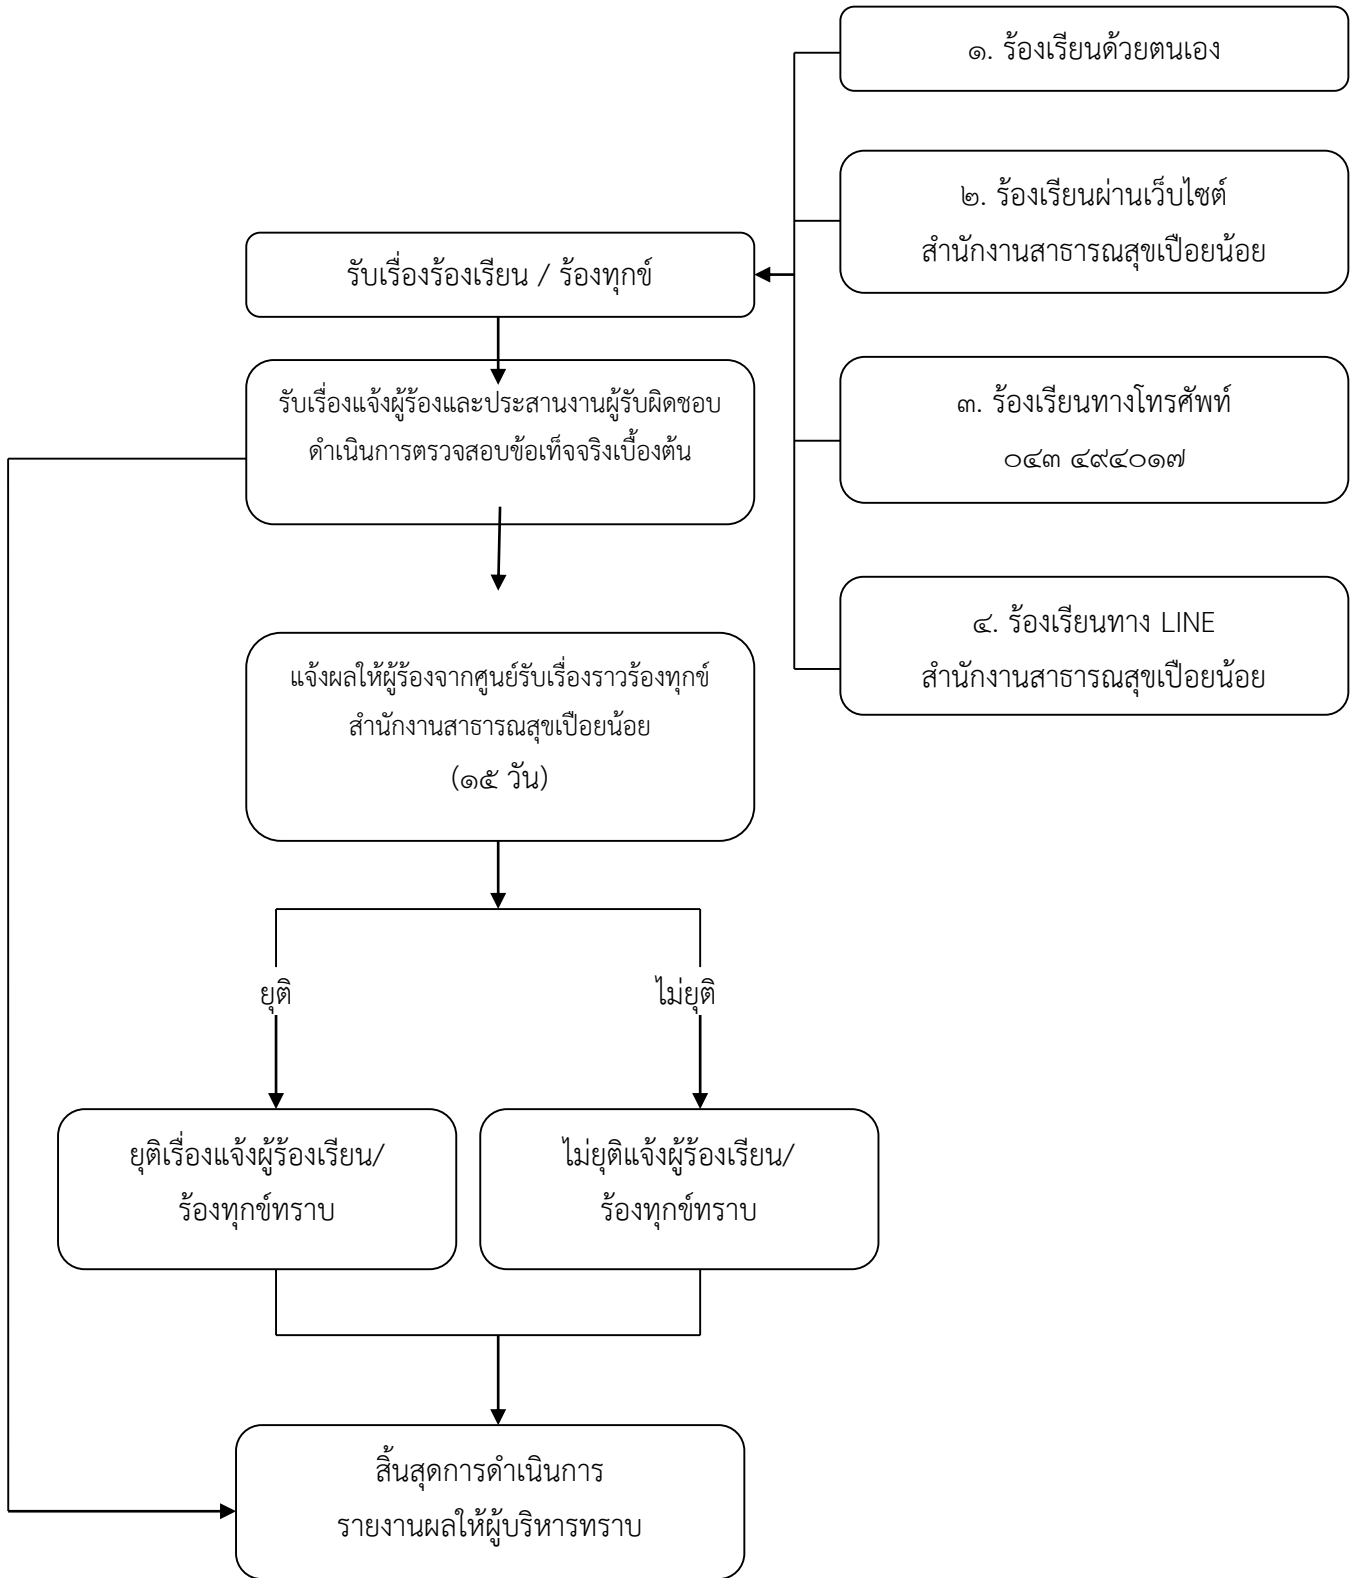 ๑. ร้องเรียนด้วยตนเอง
๒. ร้องเรียนผ่านเว็บไซต์
สำนักงานสาธารณสุขเปือยน้อย
รับเรื่องร้องเรียน / ร้องทุกข์
๓. ร้องเรียนทางโทรศัพท์
๐๔๓ ๔๙๔๐๑๗
รับเรื่องแจ้งผู้ร้องและประสานงานผู้รับผิดชอบ
ดำเนินการตรวจสอบข้อเท็จจริงเบื้องต้น
๔. ร้องเรียนทาง LINE
สำนักงานสาธารณสุขเปือยน้อย
แจ้งผลให้ผู้ร้องจากศูนย์รับเรื่องราวร้องทุกข์
สำนักงานสาธารณสุขเปือยน้อย
(๑๕ วัน)
ยุติ
ไม่ยุติ
ยุติเรื่องแจ้งผู้ร้องเรียน/
ร้องทุกข์ทราบ
ไม่ยุติแจ้งผู้ร้องเรียน/
ร้องทุกข์ทราบ
สิ้นสุดการดำเนินการ
รายงานผลให้ผู้บริหารทราบ